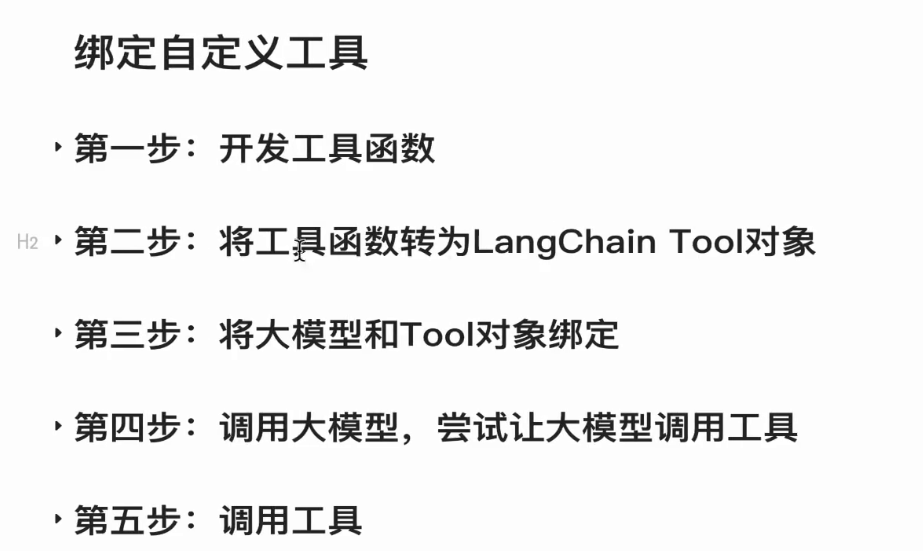 绑定自定义工具
第一步：开发工具函数
H2
第二步：将工具函数转为LangChain Tool对象
第三步：将大模型和Tool对象绑定
第四步：调用大模型，尝试让大模型调用工具
第五步：调用工具